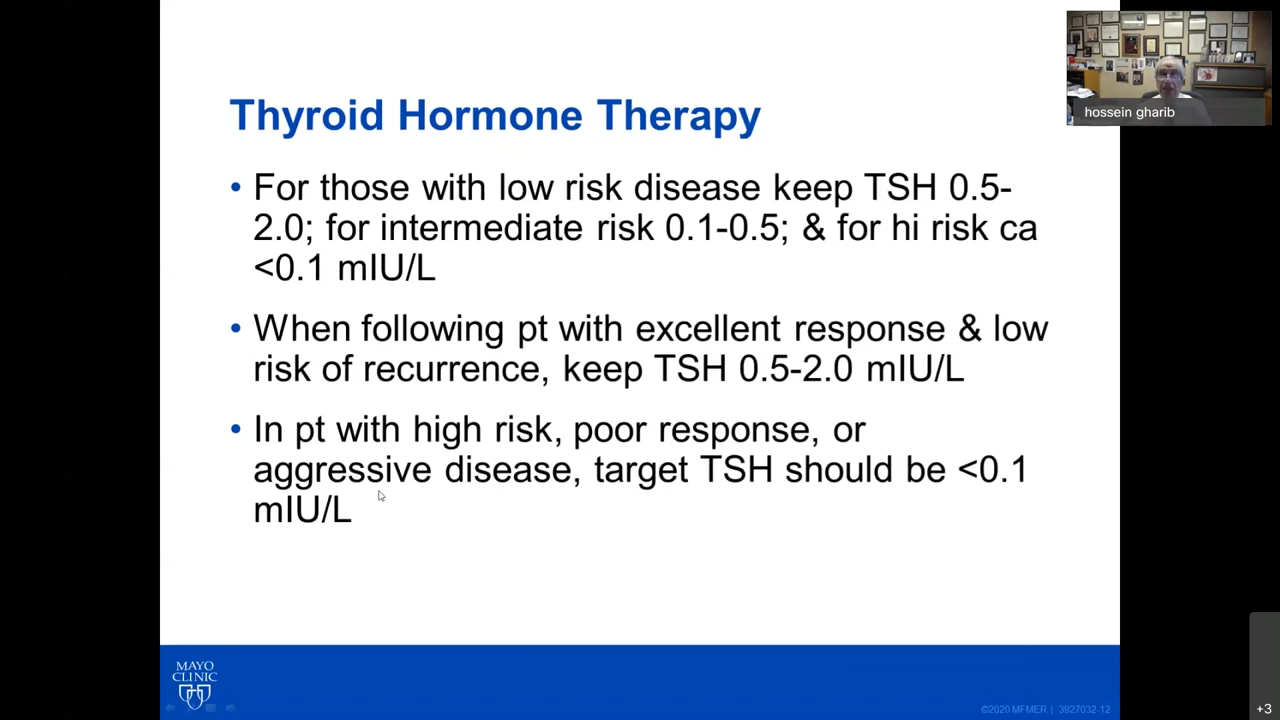 hossein gharib
Thyroid Hormone Therapy
• For those with low risk disease keep TSH 0.5-
2.0; for intermediate risk 0.1-0.5; & for hi risk ca
<0.1 mIU/L
• When following pt with excellent response & low
risk of recurrence, keep TSH 0.5-2.0 mIU/L
• In pt with high risk, poor response, or
aggressive disease, target TSH should be <0.1
mIU/L
MAYO
CLINIC
©2020 MFMER | 3927032-12
+3